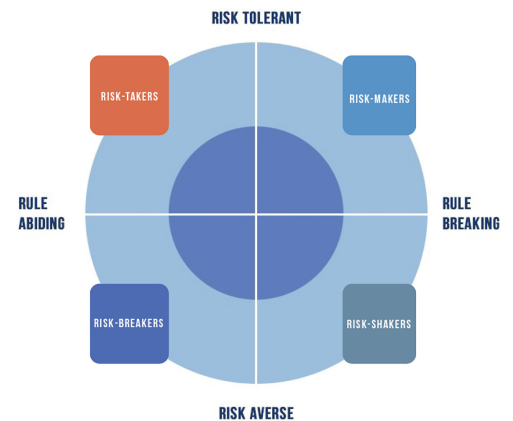 RISK TOLERANT
RISK-TAKERS
RISK-MAKERS
RULE
ABIDING
RULE
BREAKING
RISK-BREAKERS
RISK-SHAKERS
RISK AVERSE